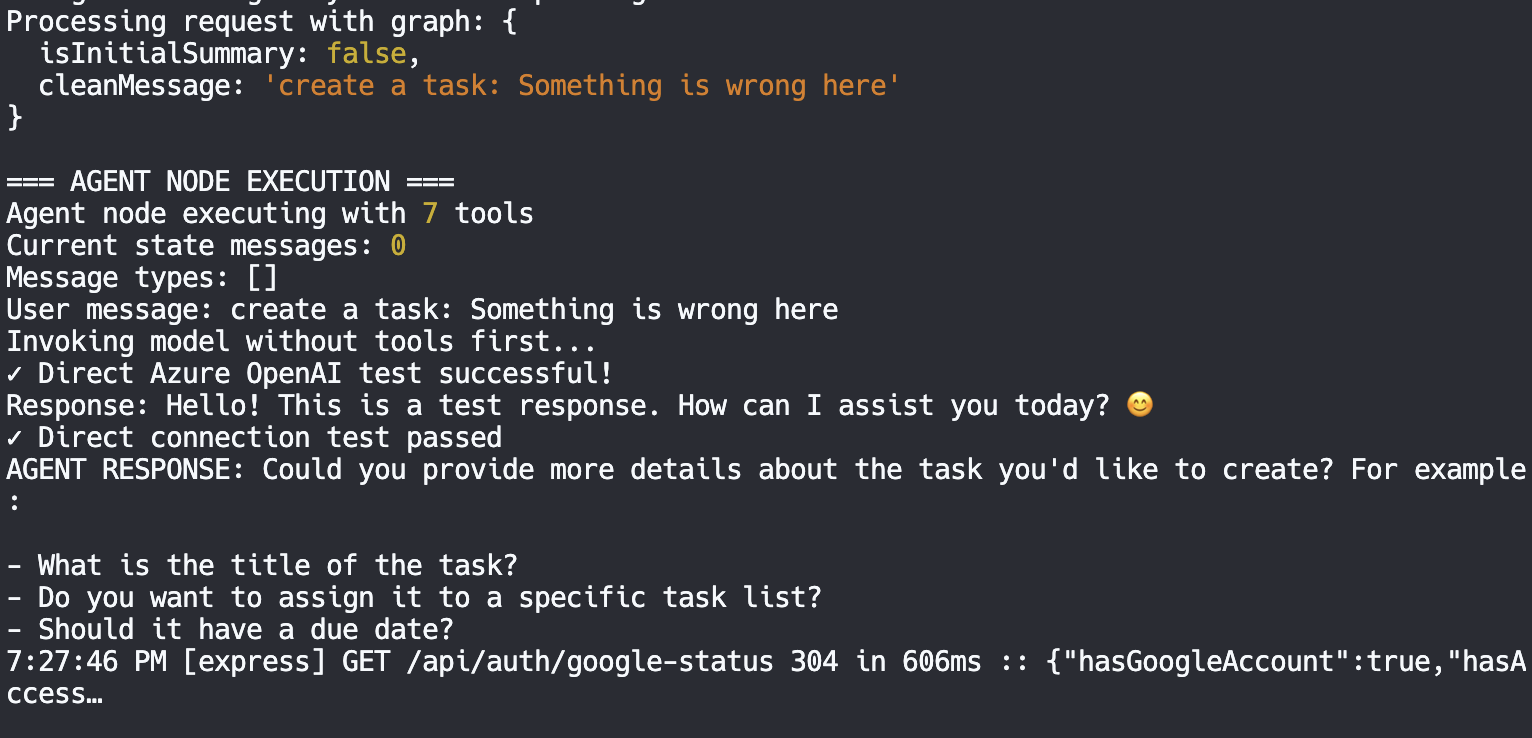 Processing request with graph: {
  isInitialSummary: false,
  cleanMessage: 'create a task: Something is wrong here'
}

=== AGENT NODE EXECUTION ===
Agent node executing with 7 tools
Current state messages: 0
Message types: []
User message: create a task: Something is wrong here
Invoking model without tools first...
✓ Direct Azure OpenAI test successful!
Response: Hello! This is a test response. How can I assist you today? 😊
✓ Direct connection test passed
AGENT RESPONSE: Could you provide more details about the task you'd like to create? For example
:

- What is the title of the task?
- Do you want to assign it to a specific task list?
- Should it have a due date?
7:27:46 PM [express] GET /api/auth/google-status 304 in 606ms :: {"hasGoogleAccount":true,"hasA
ccess…